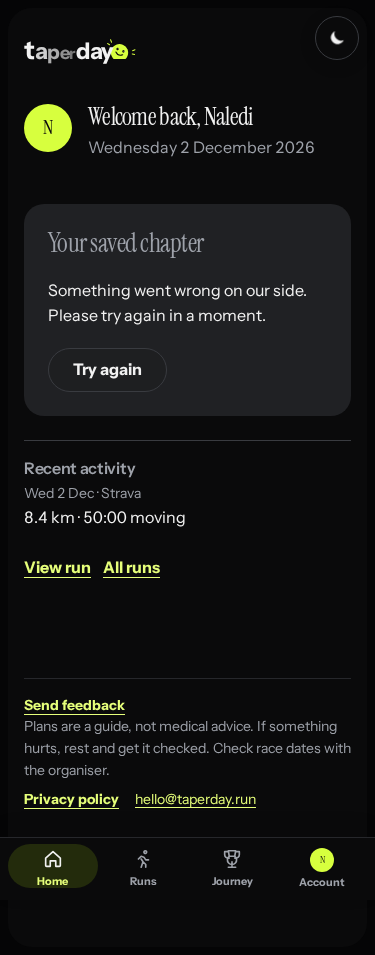 taperday
N
Welcome back, Naledi
Wednesday 2 December 2026
Your saved chapter
Something went wrong on our side.
Please try again in a moment.
Try again
Recent activity
Wed 2 Dec · Strava
8.4 km · 50:00 moving
View run All runs
Send feedback
Plans are a guide, not medical advice. If something
hurts, rest and get it checked. Check race dates with
the organiser.
Privacy policy hello@taperday.run
N
Home Runs Journey Account